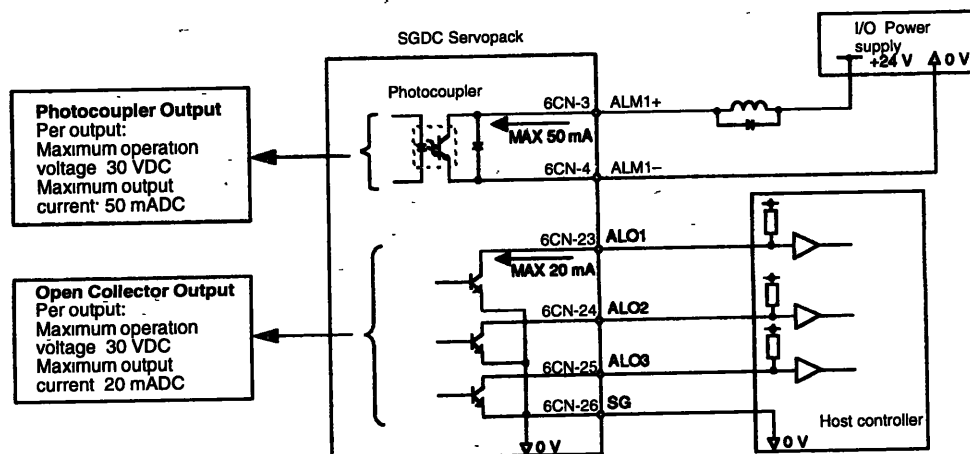 SGDC Servopack
I/O Power
supply
+24 V
0 V
Photocoupler Output
Per output:
Maximum operation
voltage 30 VDC
Maximum output
current 50 mADC
Photocoupler
6CN-3
ALM1+
MAX 50 mA
6CN-4
ALM1−
6CN-23
ALO1
MAX 20 mA
Open Collector Output
Per output:
Maximum operation
voltage 30 VDC
Maximum output
current 20 mADC
6CN-24
ALO2
6CN-25
ALO3
6CN-26
SG
0 V
Host controller
0 V